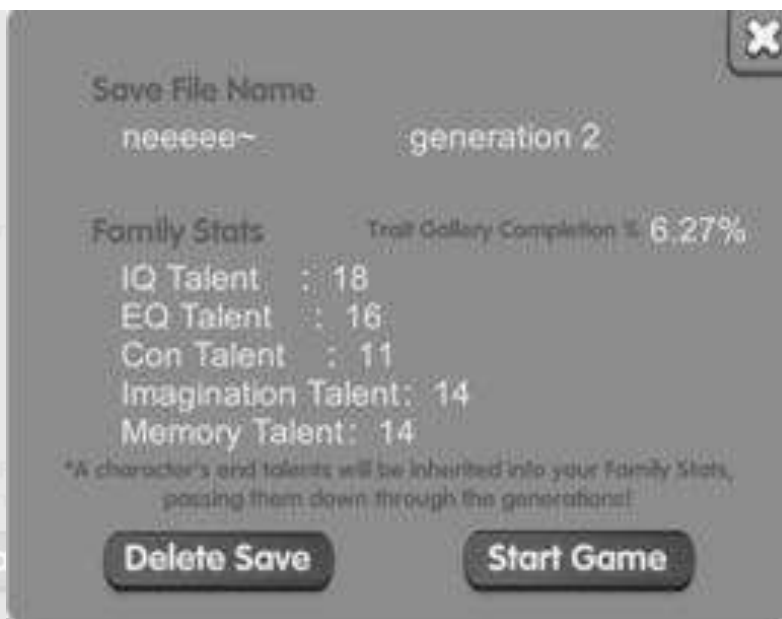 Save File Name
neeeee~ generation 2
Family Stats Trait Gallery Completion % 6.27%
IQ Talent : 18
EQ Talent : 16
Con Talent : 11
Imagination Talent: 14
Memory Talent: 14
*A character's end talents will be inherited into your Family Stats,
passing them down through the generations!
Delete Save Start Game